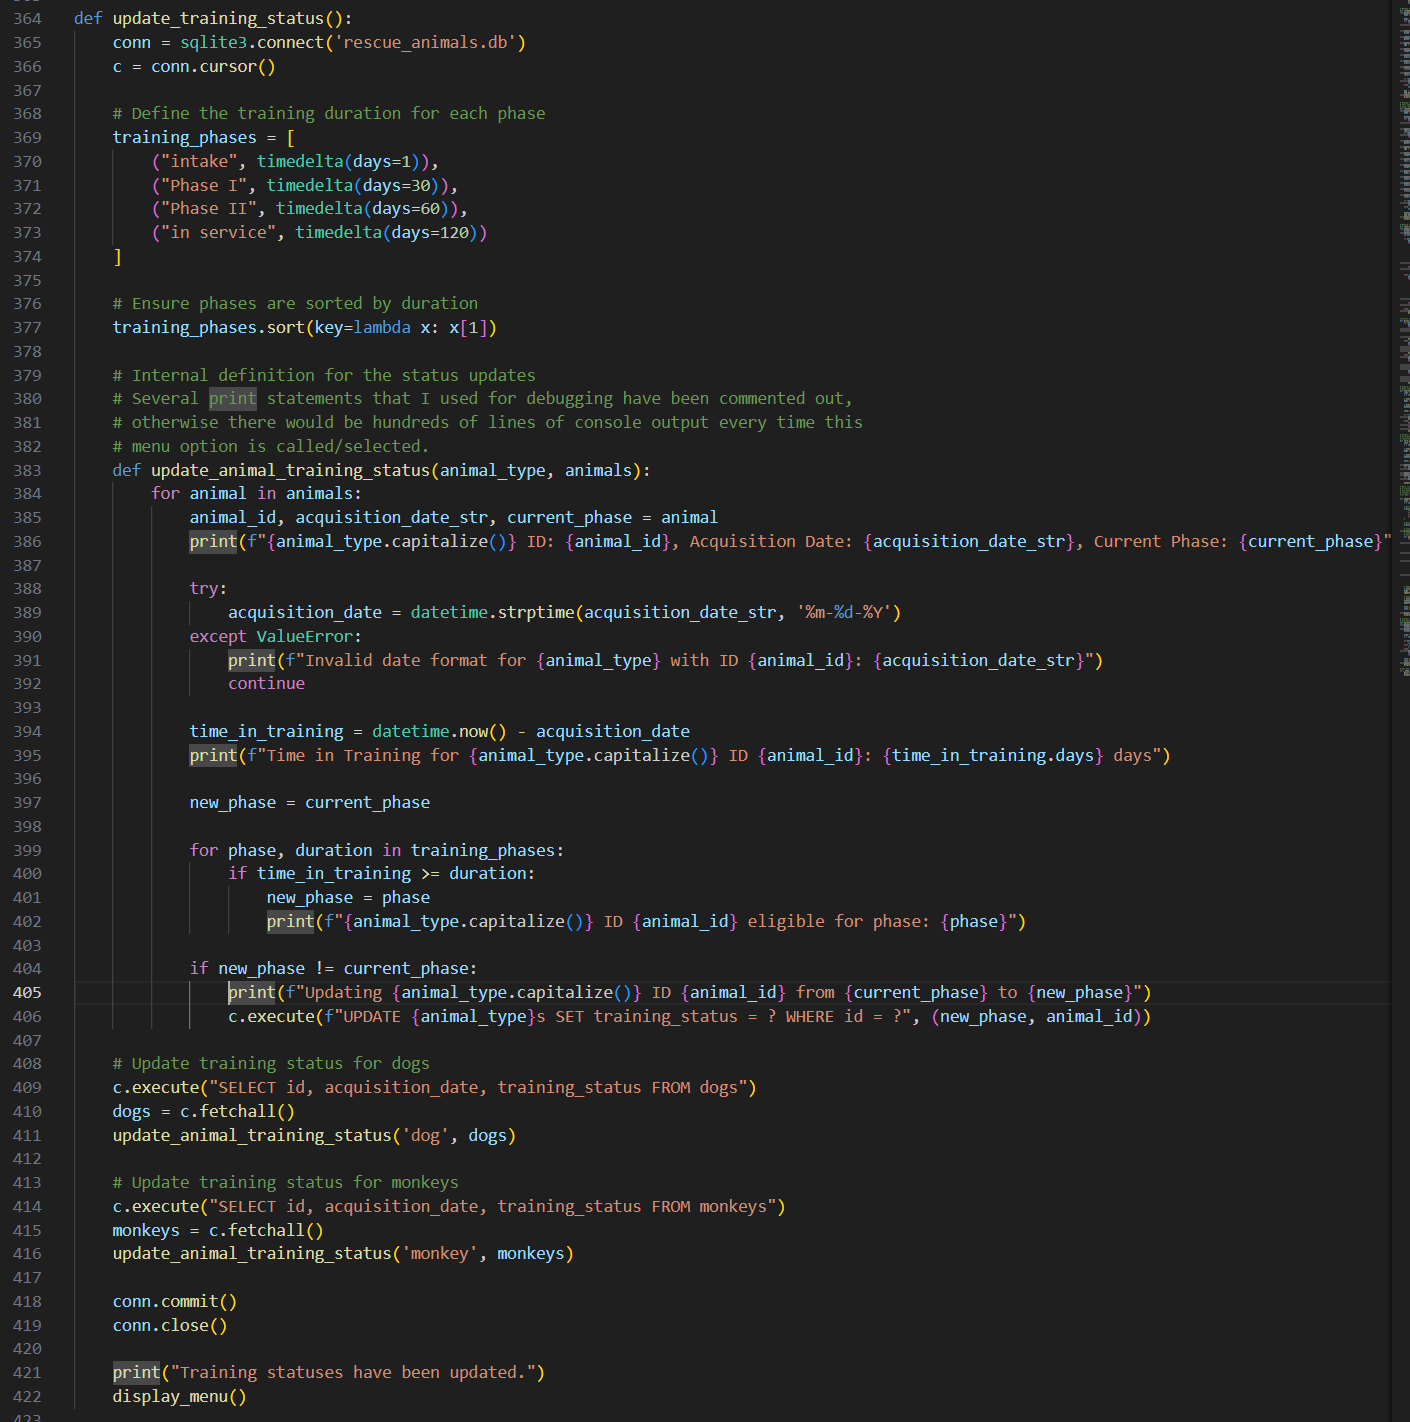 364 def update_training_status():
365     conn = sqlite3.connect('rescue_animals.db')
366     c = conn.cursor()
367
368     # Define the training duration for each phase
369     training_phases = [
370         ("intake", timedelta(days=1)),
371         ("Phase I", timedelta(days=30)),
372         ("Phase II", timedelta(days=60)),
373         ("in service", timedelta(days=120))
374     ]
375
376     # Ensure phases are sorted by duration
377     training_phases.sort(key=lambda x: x[1])
378
379     # Internal definition for the status updates
380     # Several print statements that I used for debugging have been commented out,
381     # otherwise there would be hundreds of lines of console output every time this
382     # menu option is called/selected.
383     def update_animal_training_status(animal_type, animals):
384         for animal in animals:
385             animal_id, acquisition_date_str, current_phase = animal
386             print(f"{animal_type.capitalize()} ID: {animal_id}, Acquisition Date: {acquisition_date_str}, Current Phase: {current_phase}"
387
388             try:
389                 acquisition_date = datetime.strptime(acquisition_date_str, '%m-%d-%Y')
390             except ValueError:
391                 print(f"Invalid date format for {animal_type} with ID {animal_id}: {acquisition_date_str}")
392                 continue
393
394             time_in_training = datetime.now() - acquisition_date
395             print(f"Time in Training for {animal_type.capitalize()} ID {animal_id}: {time_in_training.days} days")
396
397             new_phase = current_phase
398
399             for phase, duration in training_phases:
400                 if time_in_training >= duration:
401                     new_phase = phase
402                     print(f"{animal_type.capitalize()} ID {animal_id} eligible for phase: {phase}")
403
404             if new_phase != current_phase:
405                 print(f"Updating {animal_type.capitalize()} ID {animal_id} from {current_phase} to {new_phase}")
406                 c.execute(f"UPDATE {animal_type}s SET training_status = ? WHERE id = ?", (new_phase, animal_id))
407
408     # Update training status for dogs
409     c.execute("SELECT id, acquisition_date, training_status FROM dogs")
410     dogs = c.fetchall()
411     update_animal_training_status('dog', dogs)
412
413     # Update training status for monkeys
414     c.execute("SELECT id, acquisition_date, training_status FROM monkeys")
415     monkeys = c.fetchall()
416     update_animal_training_status('monkey', monkeys)
417
418     conn.commit()
419     conn.close()
420
421     print("Training statuses have been updated.")
422     display_menu()
423